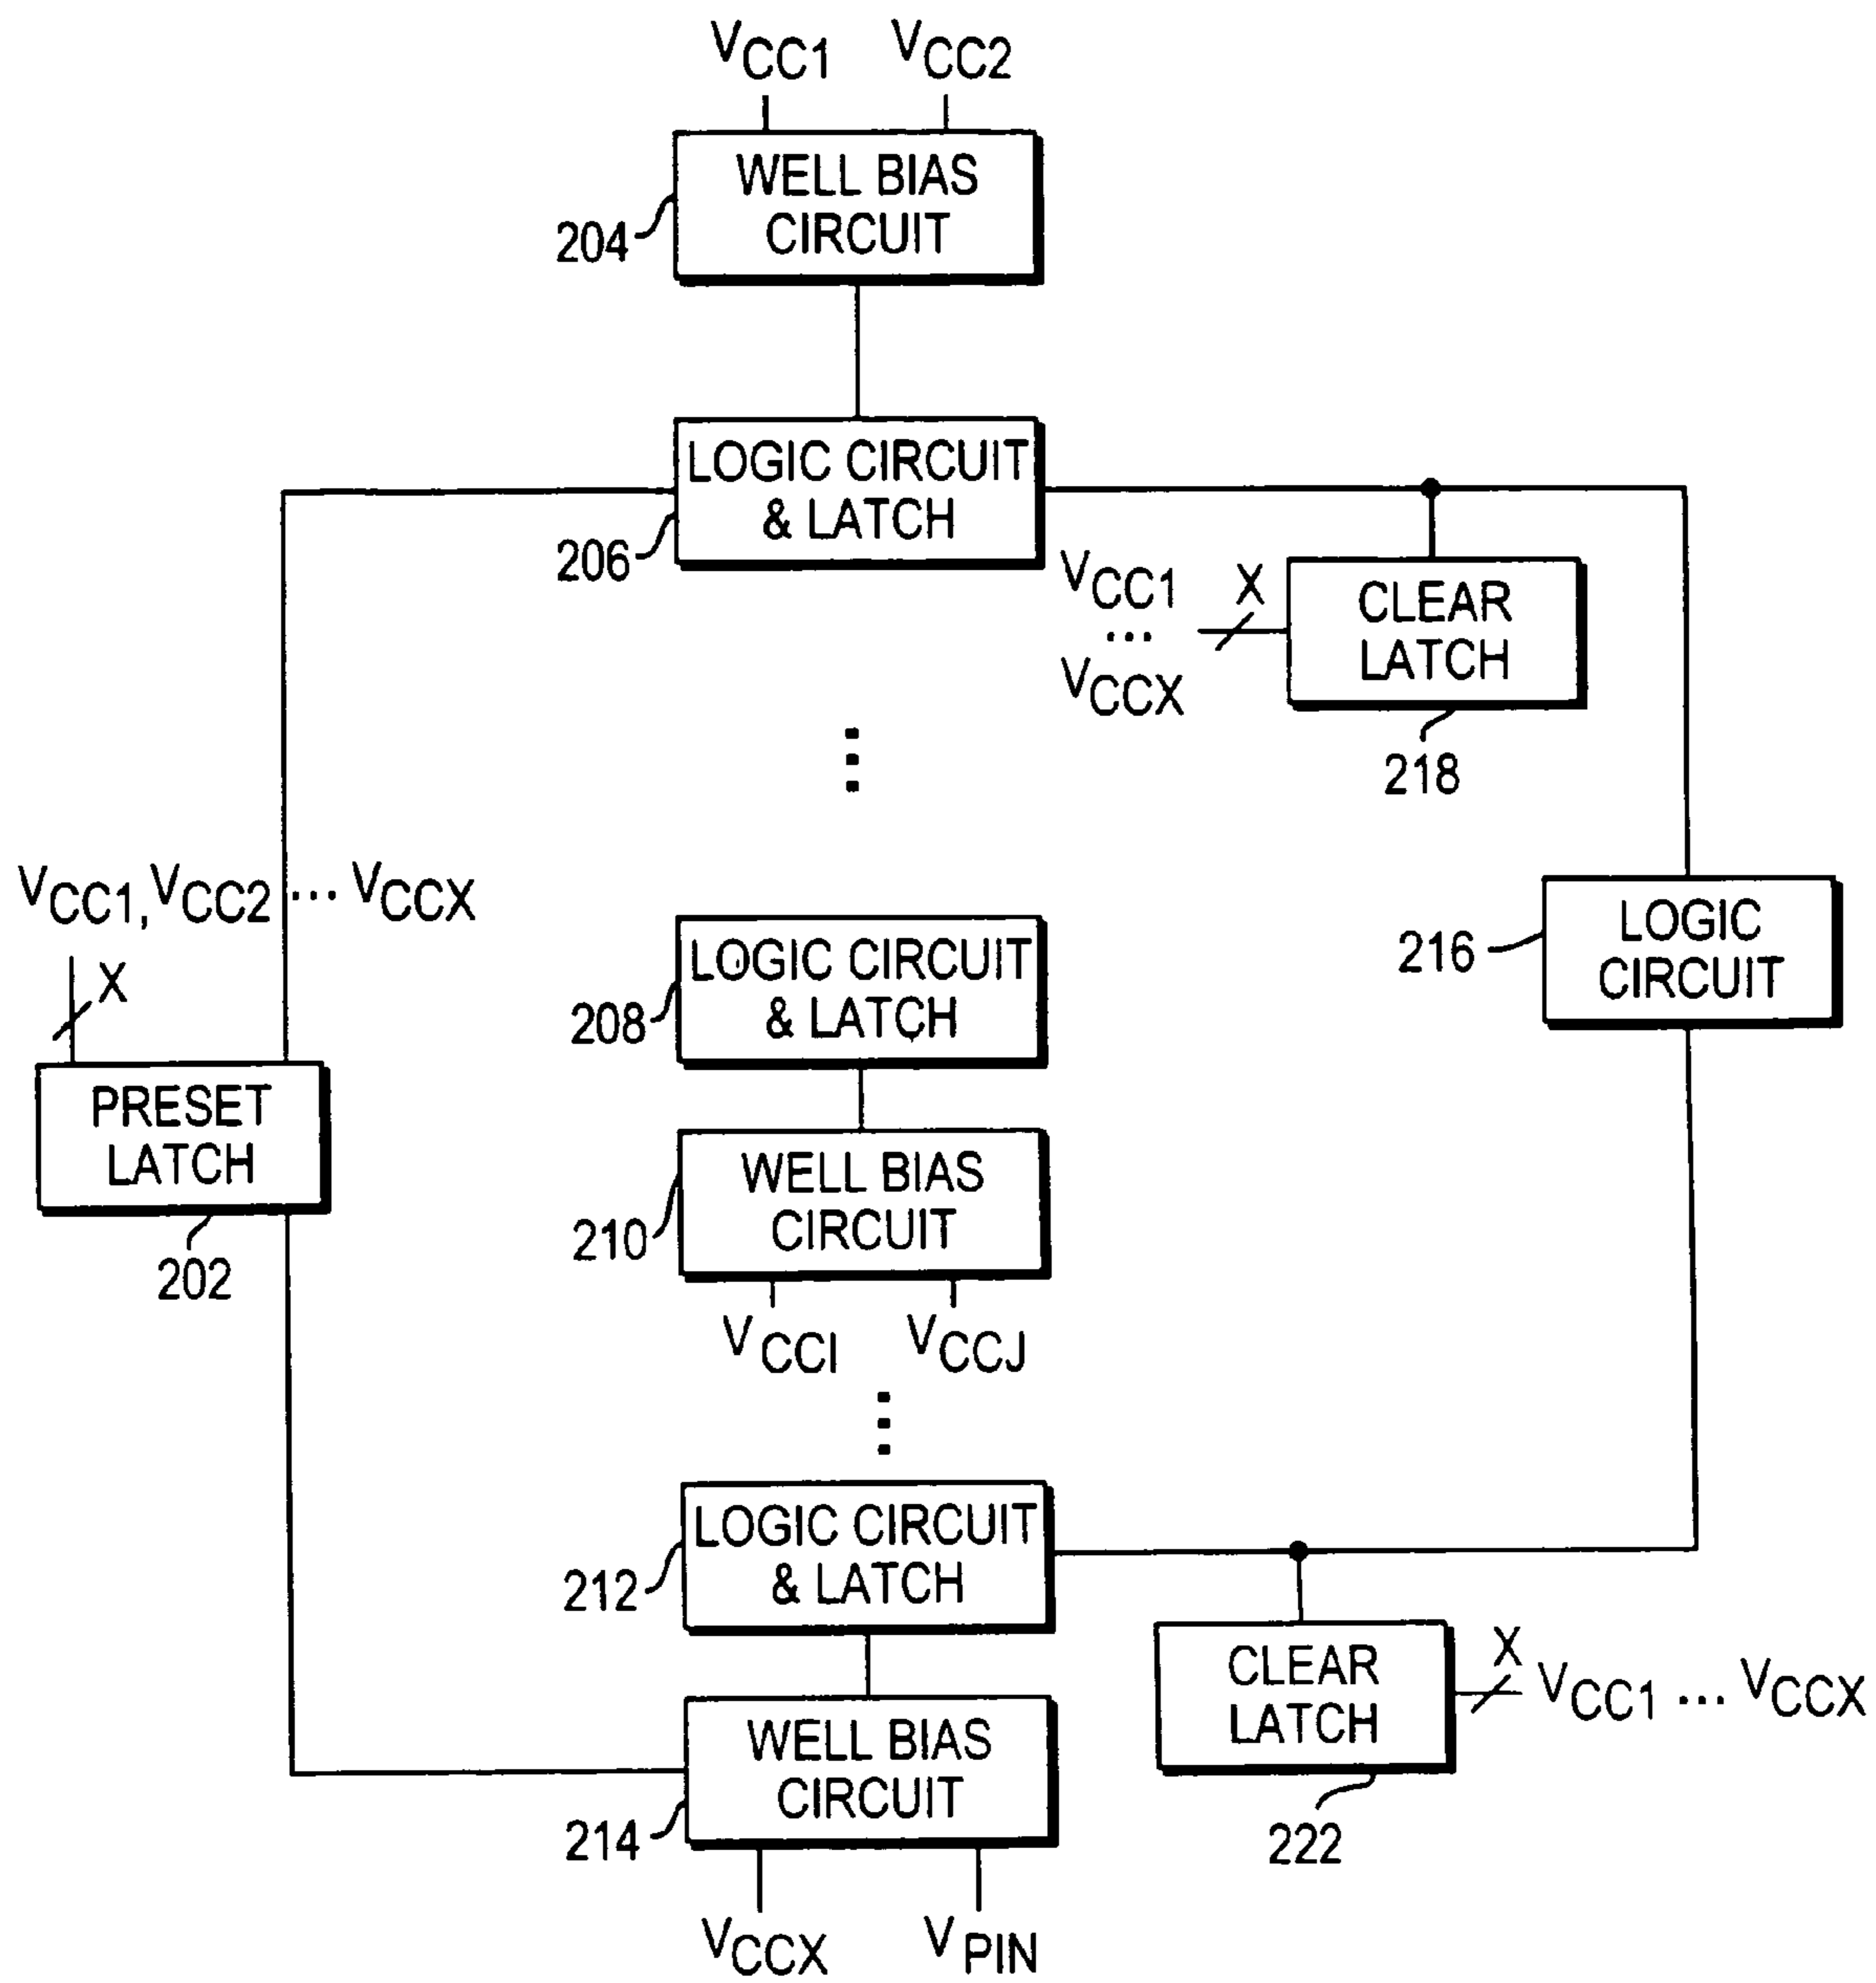 VCC1 VCC2
WELL BIAS
CIRCUIT
204
LOGIC CIRCUIT
& LATCH
206
VCC1
...
VCCX
X
CLEAR
LATCH
218
VCC1, VCC2 ... VCCX
X
PRESET
LATCH
202
LOGIC CIRCUIT
& LATCH
208
LOGIC
CIRCUIT
216
WELL BIAS
CIRCUIT
210
VCCI VCCJ
LOGIC CIRCUIT
& LATCH
212
CLEAR
LATCH
X
VCC1 ... VCCX
222
WELL BIAS
CIRCUIT
214
VCCX VPIN